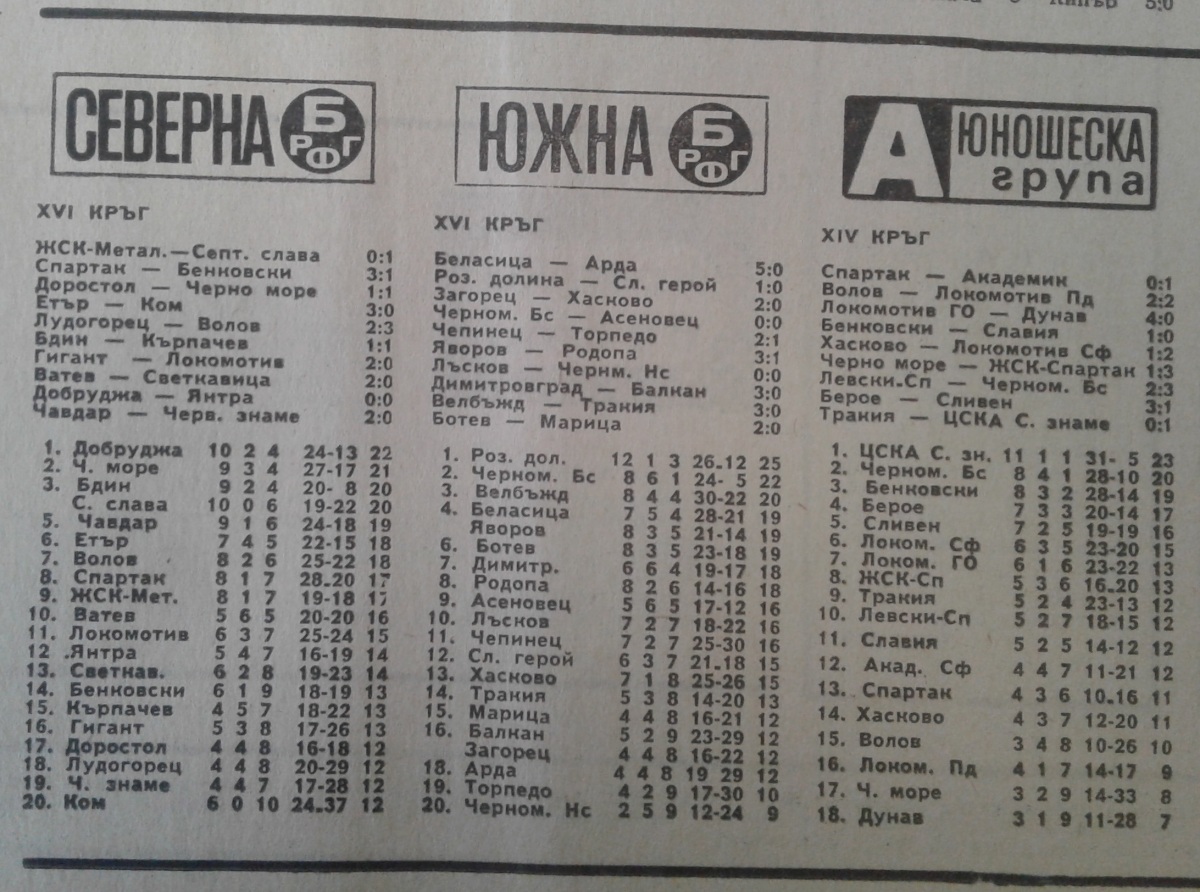 Кипър 5:0
СЕВЕРНА Б РФГ
XVI КРЪГ
ЖСК-Метал.—Септ. слава 0:1
Спартак — Бенковски 3:1
Доростол — Черно море 1:1
Етър — Ком 3:0
Лудогорец — Волов 2:3
Бдин — Кърпачев 1:1
Гигант — Локомотив 2:0
Ватев — Светкавица 2:0
Добруджа — Янтра 0:0
Чавдар — Черв. знаме 2:0
1. Добруджа 10 2 4 24-13 22
2. Ч. море 9 3 4 27-17 21
3. Бдин 9 2 4 20- 8 20
С. слава 10 0 6 19-22 20
5. Чавдар 9 1 6 24-18 19
6. Етър 7 4 5 22-15 18
7. Волов 8 2 6 25-22 18
8. Спартак 8 1 7 28.20 17
9. ЖСК-Мет. 8 1 7 19-18 17
10. Ватев 5 6 5 20-20 16
11. Локомотив 6 3 7 25-24 15
12 .Янтра 5 4 7 16-19 14
13. Светкав. 6 2 8 19-23 14
14. Бенковски 6 1 9 18-19 13
15. Кърпачев 4 5 7 18-22 13
16. Гигант 5 3 8 17-26 13
17. Доростол 4 4 8 16-18 12
18. Лудогорец 4 4 8 20-29 12
19. Ч. знаме 4 4 7 17-28 12
20. Ком 6 0 10 24.37 12
ЮЖНА Б РФГ
XVI КРЪГ
Беласица — Арда 5:0
Роз. долина — Сл. герой 1:0
Загорец — Хасково 2:0
Черном. Бс — Асеновец 0:0
Чепинец — Торпедо 2:1
Яворов — Родопа 3:1
Лъсков — Чернм. Нс 0:0
Димитровград — Балкан 3:0
Велбъжд — Тракия 3:0
Ботев — Марица 2:0
1. Роз. дол. 12 1 3 26.12 25
2. Черном. Бс 8 6 1 24- 5 22
3. Велбъжд 8 4 4 30-22 20
4. Беласица 7 5 4 28-21 19
Яворов 8 3 5 21-14 19
6. Ботев 8 3 5 23-18 19
7. Димитр. 6 6 4 19-17 18
8. Родопа 8 2 6 14-16 18
9. Асеновец 5 6 5 17-12 16
10. Лъсков 7 2 7 18-22 16
11. Чепинец 7 2 7 25-30 16
12. Сл. герой 6 3 7 21.18 15
13. Хасково 7 1 8 25-26 15
14. Тракия 5 3 8 14-20 13
15. Марица 4 4 8 16-21 12
16. Балкан 5 2 9 23-29 12
Загорец 4 4 8 16-22 12
18. Арда 4 4 8 19 29 12
19. Торпедо 4 2 9 17-30 10
20. Черном. Нс 2 5 9 12-24 9
А ЮНОШЕСКА група
XIV КРЪГ
Спартак — Академик 0:1
Волов — Локомотив Пд 2:2
Локомотив ГО — Дунав 4:0
Бенковски — Славия 1:0
Хасково — Локомотив Сф 1:2
Черно море — ЖСК-Спартак 1:3
Левски-Сп — Черном. Бс 2:3
Берое — Сливен 3:1
Тракия — ЦСКА С. знаме 0:1
1. ЦСКА С. зн. 11 1 1 31- 5 23
2. Черном. Бс 8 4 1 28-10 20
3. Бенковски 8 3 2 28-14 19
4. Берое 7 3 3 20-14 17
5. Сливен 7 2 5 19-19 16
6. Локом. Сф 6 3 5 23-20 15
7. Локом. ГО 6 1 6 23-22 13
8. ЖСК-Сп 5 3 6 16.20 13
9. Тракия 5 2 4 23-13 12
10. Левски-Сп 5 2 7 18-15 12
11. Славия 5 2 5 14-12 12
12. Акад. Сф 4 4 7 11-21 12
13. Спартак 4 3 6 10.16 11
14. Хасково 4 3 7 12-20 11
15. Волов 3 4 8 10-26 10
16. Локом. Пд 4 1 7 14-17 9
17. Ч. море 3 2 9 14-33 8
18. Дунав 3 1 9 11-28 7